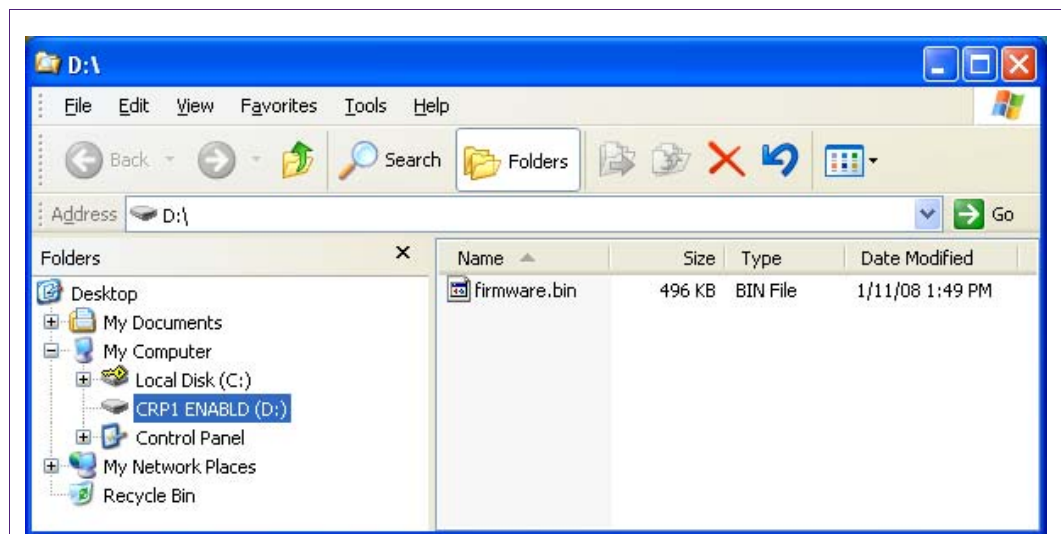 D:\
File Edit View Favorites Tools Help
Back Search Folders
Address D:\ Go
Folders x Name Size Type Date Modified
Desktop firmware.bin 496 KB BIN File 1/11/08 1:49 PM
My Documents
My Computer
Local Disk (C:)
CRP1 ENABLD (D:)
Control Panel
My Network Places
Recycle Bin